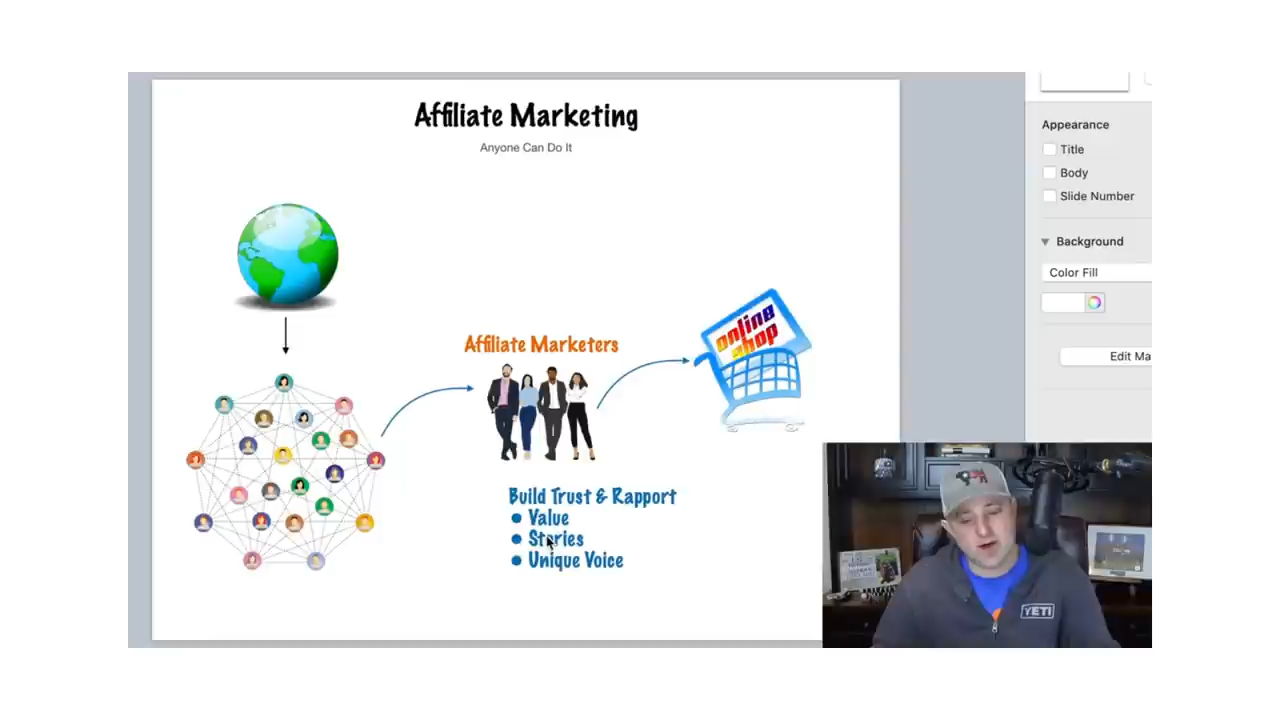 Affiliate Marketing
Anyone Can Do It
Appearance
Title
Body
Slide Number
Background
Color Fill
Edit Ma
Affiliate Marketers
online
shop
Build Trust & Rapport
Value
Stories
Unique Voice
YETI